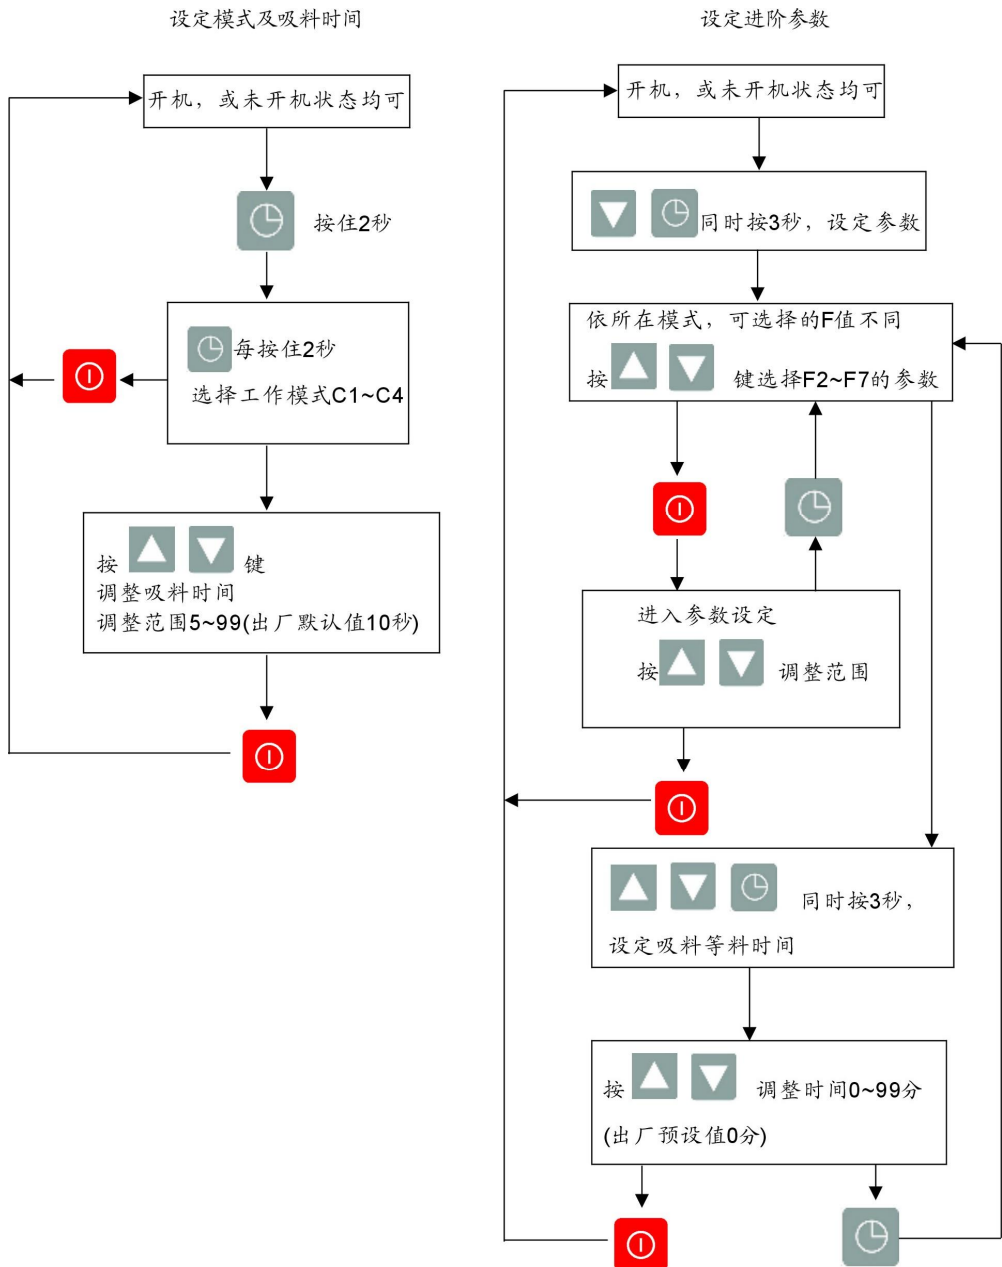 设定模式及吸料时间
开机，或未开机状态均可
按住2秒
每按住2秒
选择工作模式C1~C4
按 键
调整吸料时间
调整范围5~99(出厂默认值10秒)
设定进阶参数
开机，或未开机状态均可
同时按3秒，设定参数
依所在模式，可选择的F值不同
按 键选择F2~F7的参数
进入参数设定
按 调整范围
同时按3秒，
设定吸料等料时间
按 调整时间0~99分
(出厂预设值0分)